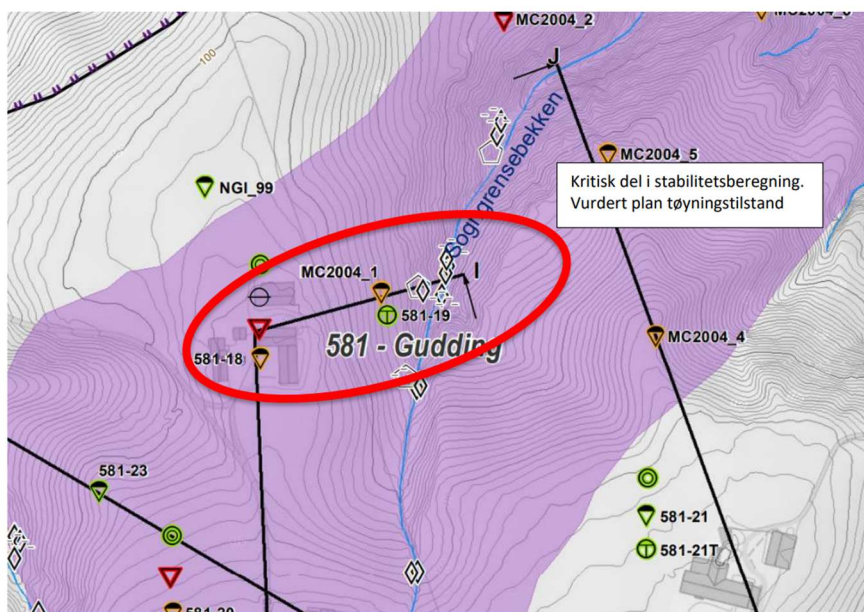 MC2004_2
100
J
MC2004_5
Sogngrensebekken
Kritisk del i stabilitetsberegning.
Vurdert plan tøyningstilstand
NGI_99
MC2004_1
I
581-19
581 - Gudding
MC2004_4
581-18
581-23
581-21
581-21T